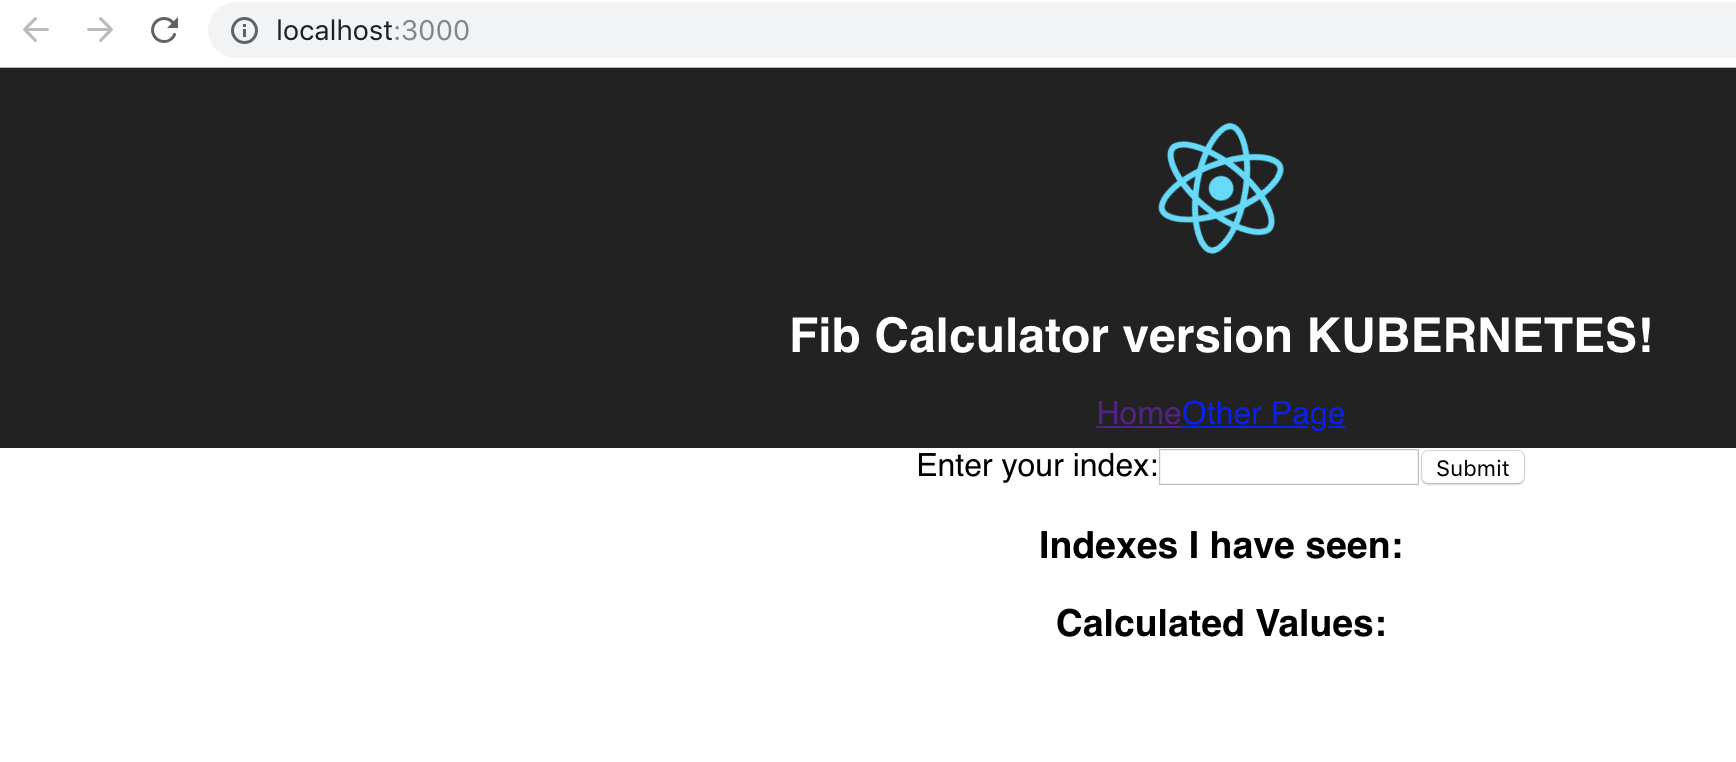 localhost:3000
Fib Calculator version KUBERNETES!
HomeOther Page
Enter your index: Submit
Indexes I have seen:
Calculated Values: